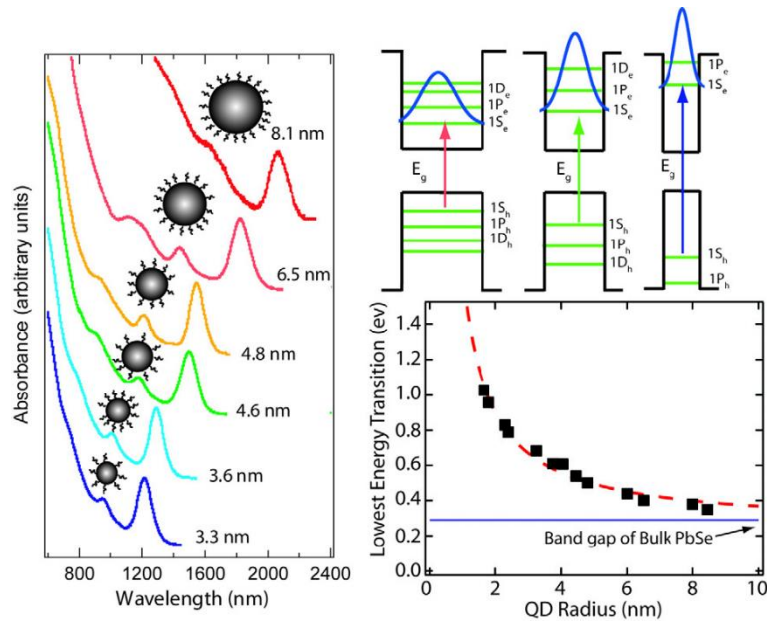 Absorbance (arbitrary units)
8.1 nm
6.5 nm
4.8 nm
4.6 nm
3.6 nm
3.3 nm
800 1200 1600 2000 2400
Wavelength (nm)
1De
1Pe
1Se
Eg
1Sh
1Ph
1Dh
1De
1Pe
1Se
Eg
1Sh
1Ph
1Dh
1Pe
1Se
Eg
1Sh
1Ph
Lowest Energy Transition (ev)
1.4
1.2
1.0
0.8
0.6
0.4
0.2
0.0
Band gap of Bulk PbSe
0 2 4 6 8 10
QD Radius (nm)